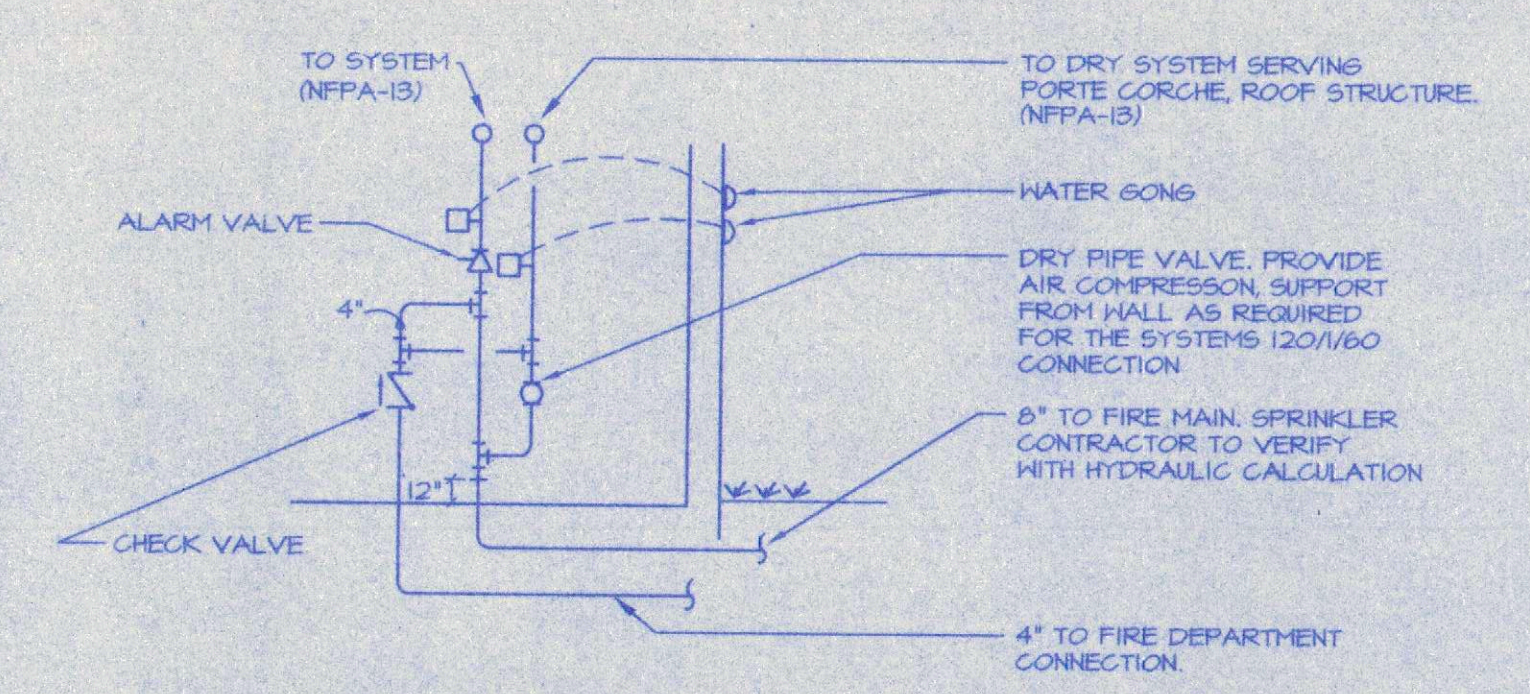 TO SYSTEM
(NFPA-13)
TO DRY SYSTEM SERVING
PORTE CORCHE, ROOF STRUCTURE.
(NFPA-13)
WATER GONG
ALARM VALVE
DRY PIPE VALVE. PROVIDE
AIR COMPRESSON, SUPPORT
FROM WALL AS REQUIRED
FOR THE SYSTEMS 120/1/60
CONNECTION
4"
8" TO FIRE MAIN. SPRINKLER
CONTRACTOR TO VERIFY
WITH HYDRAULIC CALCULATION
12"
CHECK VALVE
4" TO FIRE DEPARTMENT
CONNECTION.